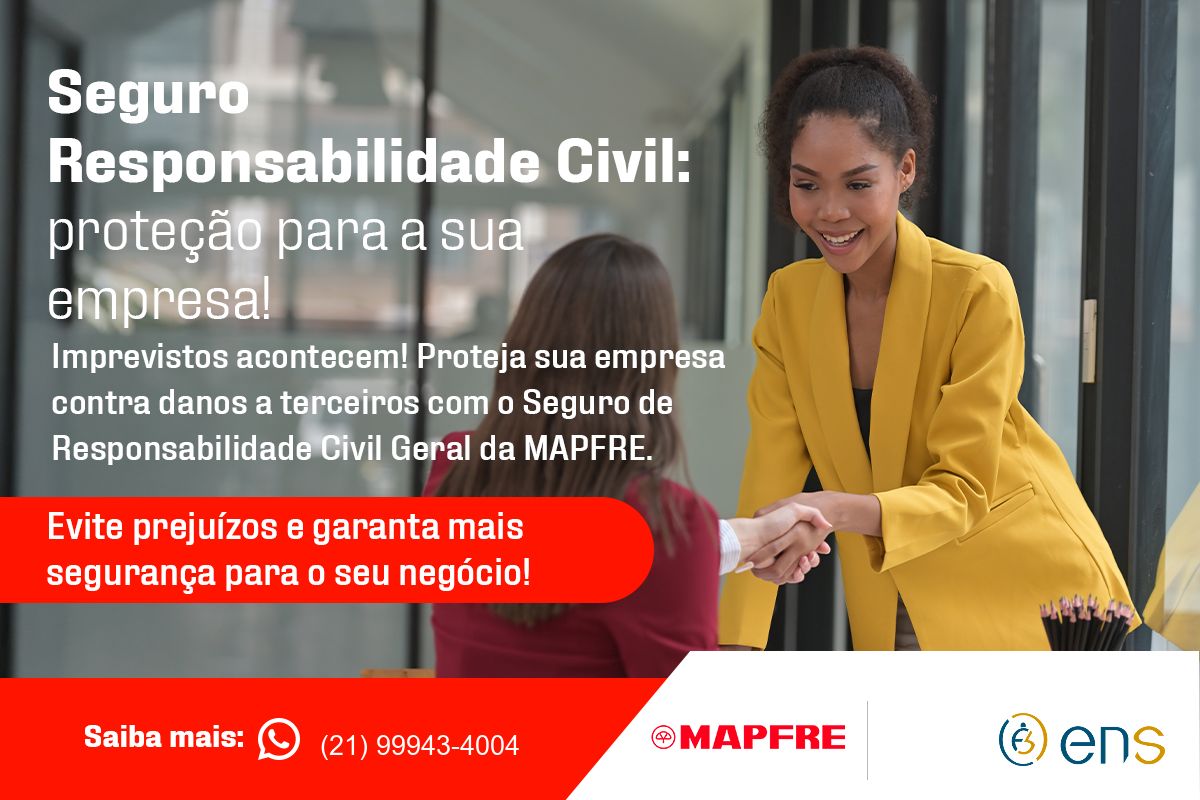 Seguro
Responsabilidade Civil:
proteção para a sua
empresa!
Imprevistos acontecem! Proteja sua empresa
contra danos a terceiros com o Seguro de
Responsabilidade Civil Geral da MAPFRE.
Evite prejuízos e garanta mais
segurança para o seu negócio!
Saiba mais: (21) 99943-4004
MAPFRE
ens